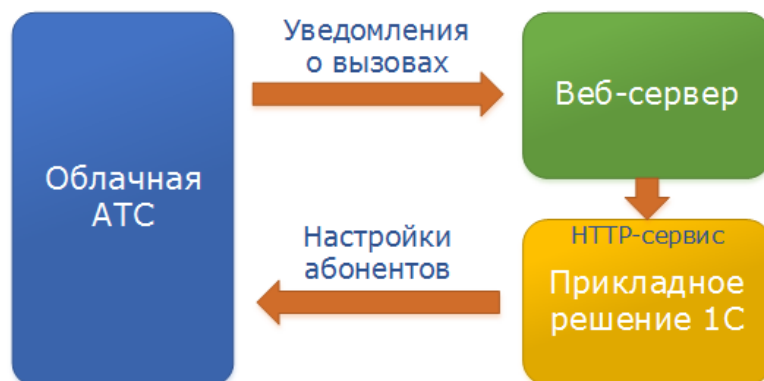 Уведомления
о вызовах
Веб-сервер
Облачная
АТС
Настройки
абонентов
HTTP-сервис
Прикладное
решение 1С